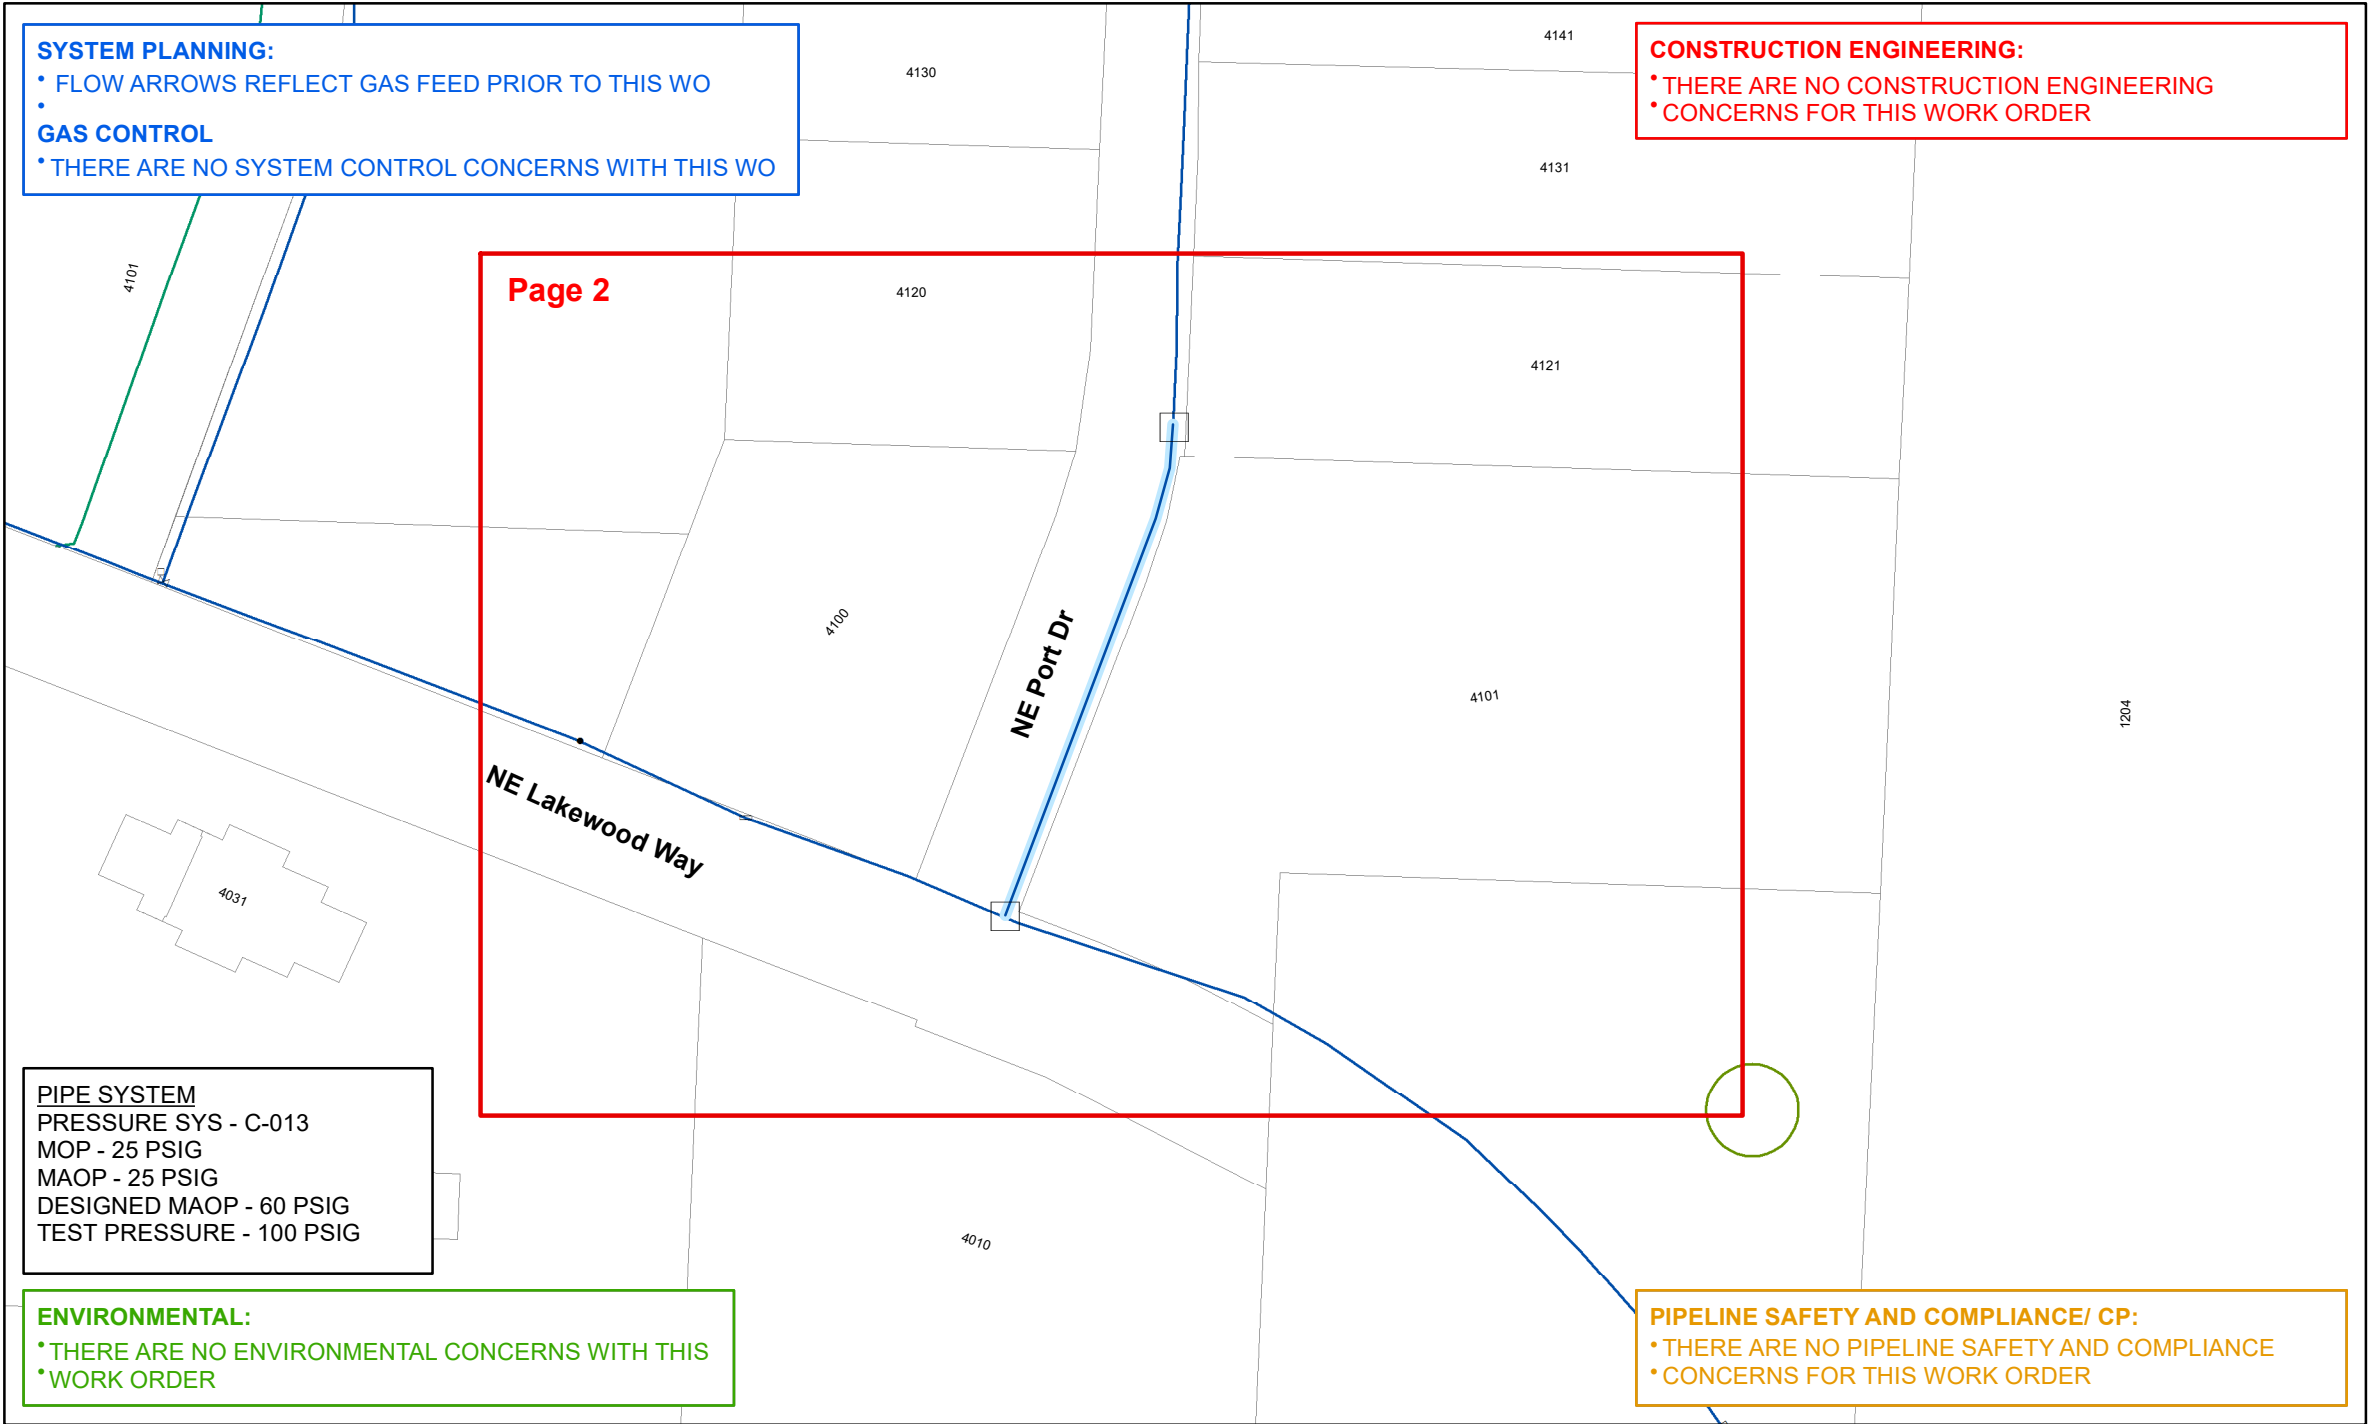 SYSTEM PLANNING:
• FLOW ARROWS REFLECT GAS FEED PRIOR TO THIS WO
•
GAS CONTROL
• THERE ARE NO SYSTEM CONTROL CONCERNS WITH THIS WO
CONSTRUCTION ENGINEERING:
• THERE ARE NO CONSTRUCTION ENGINEERING
• CONCERNS FOR THIS WORK ORDER
4141
4130
4131
4101
Page 2
4120
4121
4100
NE Port Dr
4101
1204
NE Lakewood Way
4031
4010
PIPE SYSTEM
PRESSURE SYS - C-013
MOP - 25 PSIG
MAOP - 25 PSIG
DESIGNED MAOP - 60 PSIG
TEST PRESSURE - 100 PSIG
ENVIRONMENTAL:
• THERE ARE NO ENVIRONMENTAL CONCERNS WITH THIS
• WORK ORDER
PIPELINE SAFETY AND COMPLIANCE/ CP:
• THERE ARE NO PIPELINE SAFETY AND COMPLIANCE
• CONCERNS FOR THIS WORK ORDER